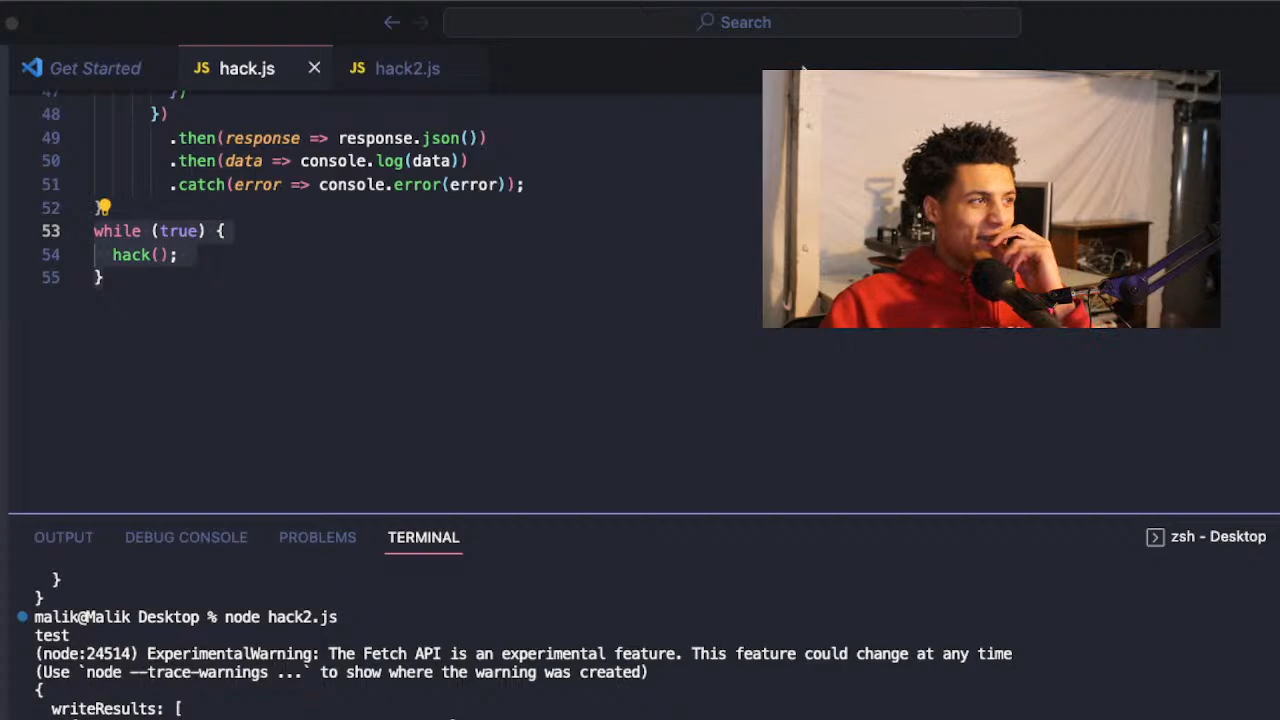 Search
Get Started
JS hack.js
JS hack2.js
48 })
49 .then(response => response.json())
50 .then(data => console.log(data))
51 .catch(error => console.error(error));
52 }
53 while (true) {
54 hack();
55 }
OUTPUT DEBUG CONSOLE PROBLEMS TERMINAL
zsh - Desktop
}
}
malik@Malik Desktop % node hack2.js
test
(node:24514) ExperimentalWarning: The Fetch API is an experimental feature. This feature could change at any time
(Use `node --trace-warnings ...` to show where the warning was created)
{
writeResults: [